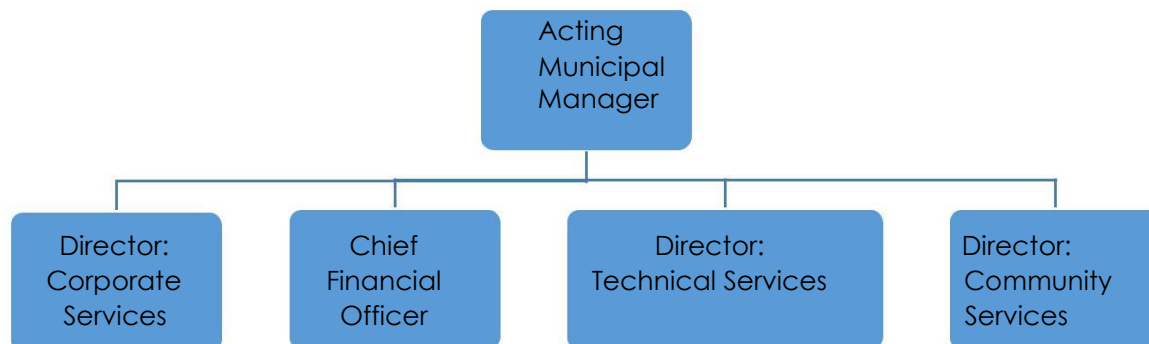 Acting
Municipal
Manager
Director:
Corporate
Services
Chief
Financial
Officer
Director:
Technical Services
Director:
Community
Services